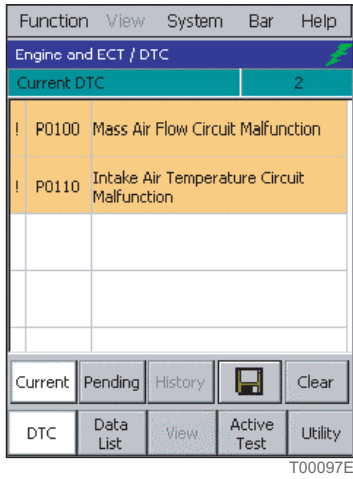 Function View System Bar Help
Engine and ECT / DTC
Current DTC 2
! P0100 Mass Air Flow Circuit Malfunction
! P0110 Intake Air Temperature Circuit
Malfunction
Current Pending History Clear
DTC Data List View Active Test Utility
T00097E